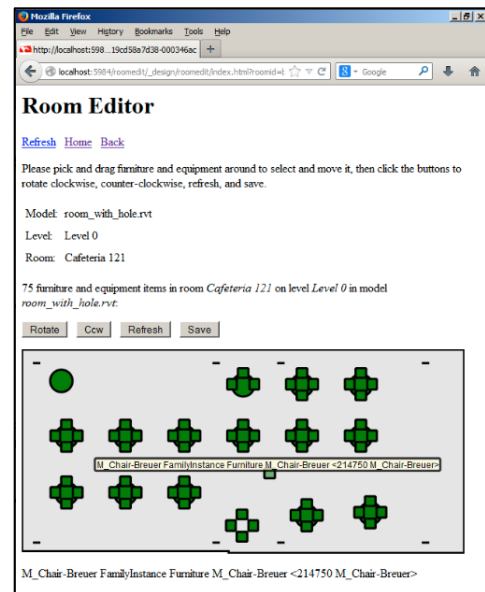 Mozilla Firefox
File Edit View History Bookmarks Tools Help
http://localhost:598...19cd58a7d38-000346ac +
localhost:5984/roomedit/_design/roomedit/index.html?roomid=l Google
Room Editor
Refresh Home Back
Please pick and drag furniture and equipment around to select and move it, then click the buttons to
rotate clockwise, counter-clockwise, refresh, and save.
Model: room_with_hole.rvt
Level: Level 0
Room: Cafeteria 121
75 furniture and equipment items in room Cafeteria 121 on level Level 0 in model
room_with_hole.rvt:
Rotate Ccw Refresh Save
M_Chair-Breuer FamilyInstance Furniture M_Chair-Breuer <214750 M_Chair-Breuer>
M_Chair-Breuer FamilyInstance Furniture M_Chair-Breuer <214750 M_Chair-Breuer>